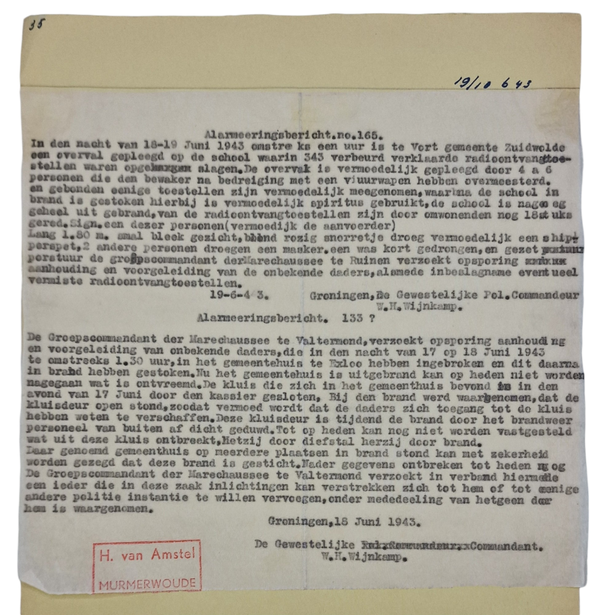 35
19/10 6 43
Alarmeeringsbericht.no.165.
In den nacht van 18-19 Juni 1943 omstre ks een uur is te Vort gemeente Zuidwolde
een overval gepleegd op de school waarin 343 verbeurd verklaarde radioontvangtoe-
stellen waren opgeslagen.De overval is vermoedelijk gepleegd door 4 a 6
personen die den bewaker na bedreiging met een vuurwapen hebben overmeesterd.
en gebonden eenige toestellen zijn vermoedelijk meegenomen,waarna de school in
brand is gestoken hierbij is vermoedelijk spiritus gebruikt,de school is nagenoeg
geheel uit gebrand,van de radioontvangtoestellen zijn door omwonenden nog 18stuks
gered.Sign.een dezer personen(vermoedijk de aanvoerder)
Lang 1.80 m. smal bleek gezicht,blond rozig snorretje droeg vermoedelijk een
perspet,2 andere personen droegen een masker.een was kort gedrongen,en gezet
porstuur de groepscommandant derMarechaussee te Ruinen verzoekt opsporing
aanhouding en voorgeleiding van de onbekende daders,alsmede inbeslagname eventueel
vermiste radioontvangtoestellen.
19-6-4 3. Groningen,De Gewestelijke Pol.Commandeur
W.H.Wijnkamp.
Alarmeeringsbericht. 133 ?
De Groepscommandant der Marechaussee te Valtermond,verzoekt opsporing aanhouding
en voorgeleiding van onbekende daders,die in den nacht van 17 op 18 Juni 1943
te omstreeks 1.30 uur,in het gemeentehuis te Exloo hebben ingebroken en dit daarna
in brand hebben gestoken.Nu het gemeentehuis is uitgebrand kan op heden niet worden
nagegaan wat is ontvreemd.De kluis die zich in het gemeenthuis bevond is in den
avond van 17 Juni door den kassier gesloten, Bij den brand werd waargenomen,dat de
kluisdeur open stond,zoodat vermoed wordt dat de daders zich toegang tot de kluis
hebben weten te verschaffen.Deze kluisdeur is tijdend de brand door het brandweer
personeel van buiten af dicht geduwd.Tot op heden kan nog niet worden vastgesteld
wat uit deze kluis ontbreekt,Hetzij door diefstal herzij door brand.
Daar genoemd gemeenthuis op meerdere plaatsen in brand stond kan met zekerheid
worden gezegd dat deze brand is gesticht.Nader gegevens ontbreken tot heden nog
De Groepscommandant der Marechaussee te Valtermond verzoekt in verband hiermede
een ieder die in deze zaak inlichtingen kan verstrekken zich tot hem of tot eenige
andere politie instantie te willen vervoegen,onder mededeeling van hetgeen door
hem is waargenomen.
Groningen,18 Juni 1943.
De Gewestelijke Commandant.
W.H.Wijnkamp.
H. van Amstel
MURMERWOUDE